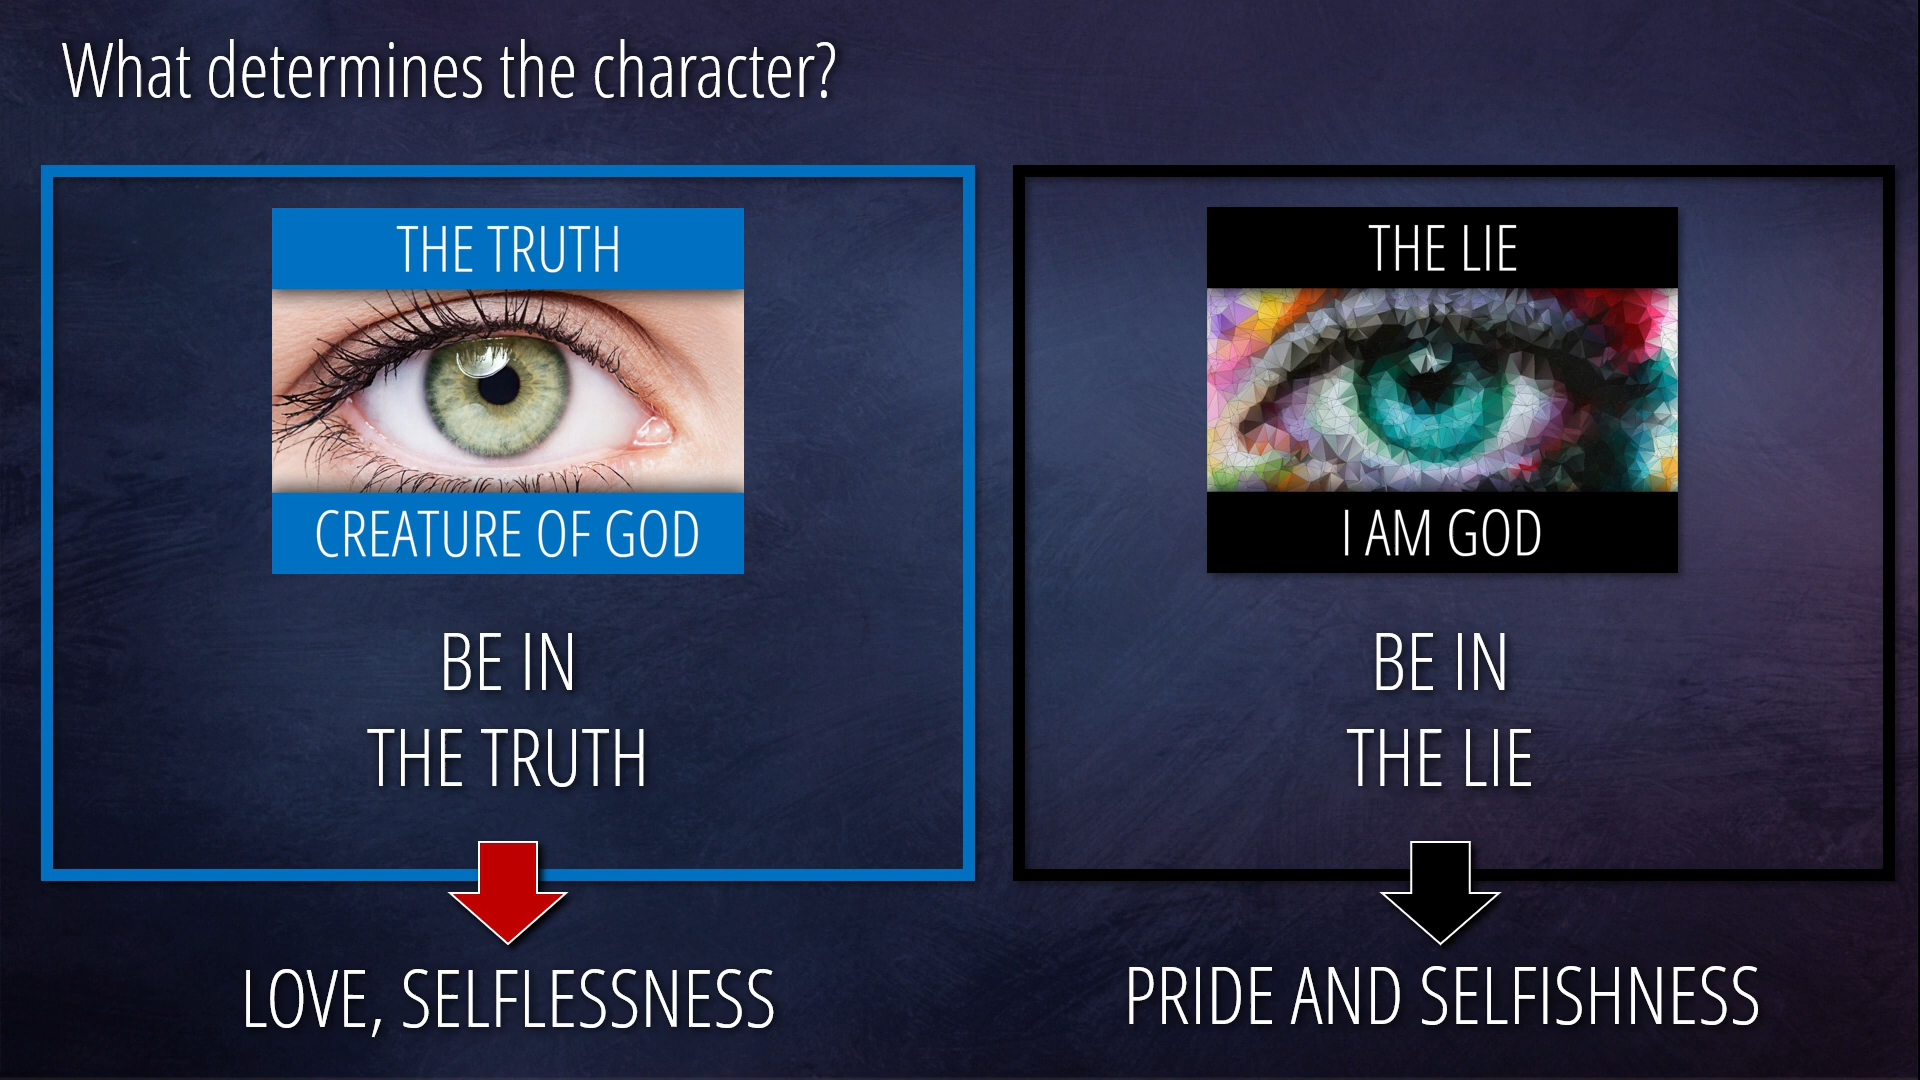 What determines the character?
THE TRUTH
CREATURE OF GOD
BE IN
THE TRUTH
LOVE, SELFLESSNESS
THE LIE
I AM GOD
BE IN
THE LIE
PRIDE AND SELFISHNESS